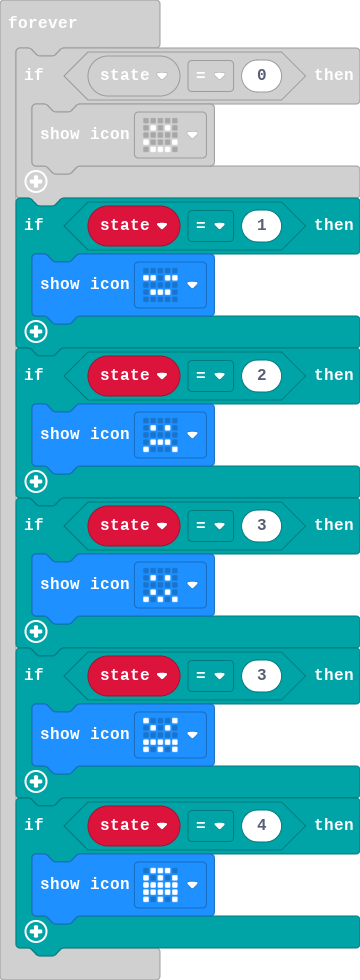 forever
if state = 0 then
show icon
if state = 1 then
show icon
if state = 2 then
show icon
if state = 3 then
show icon
if state = 3 then
show icon
if state = 4 then
show icon